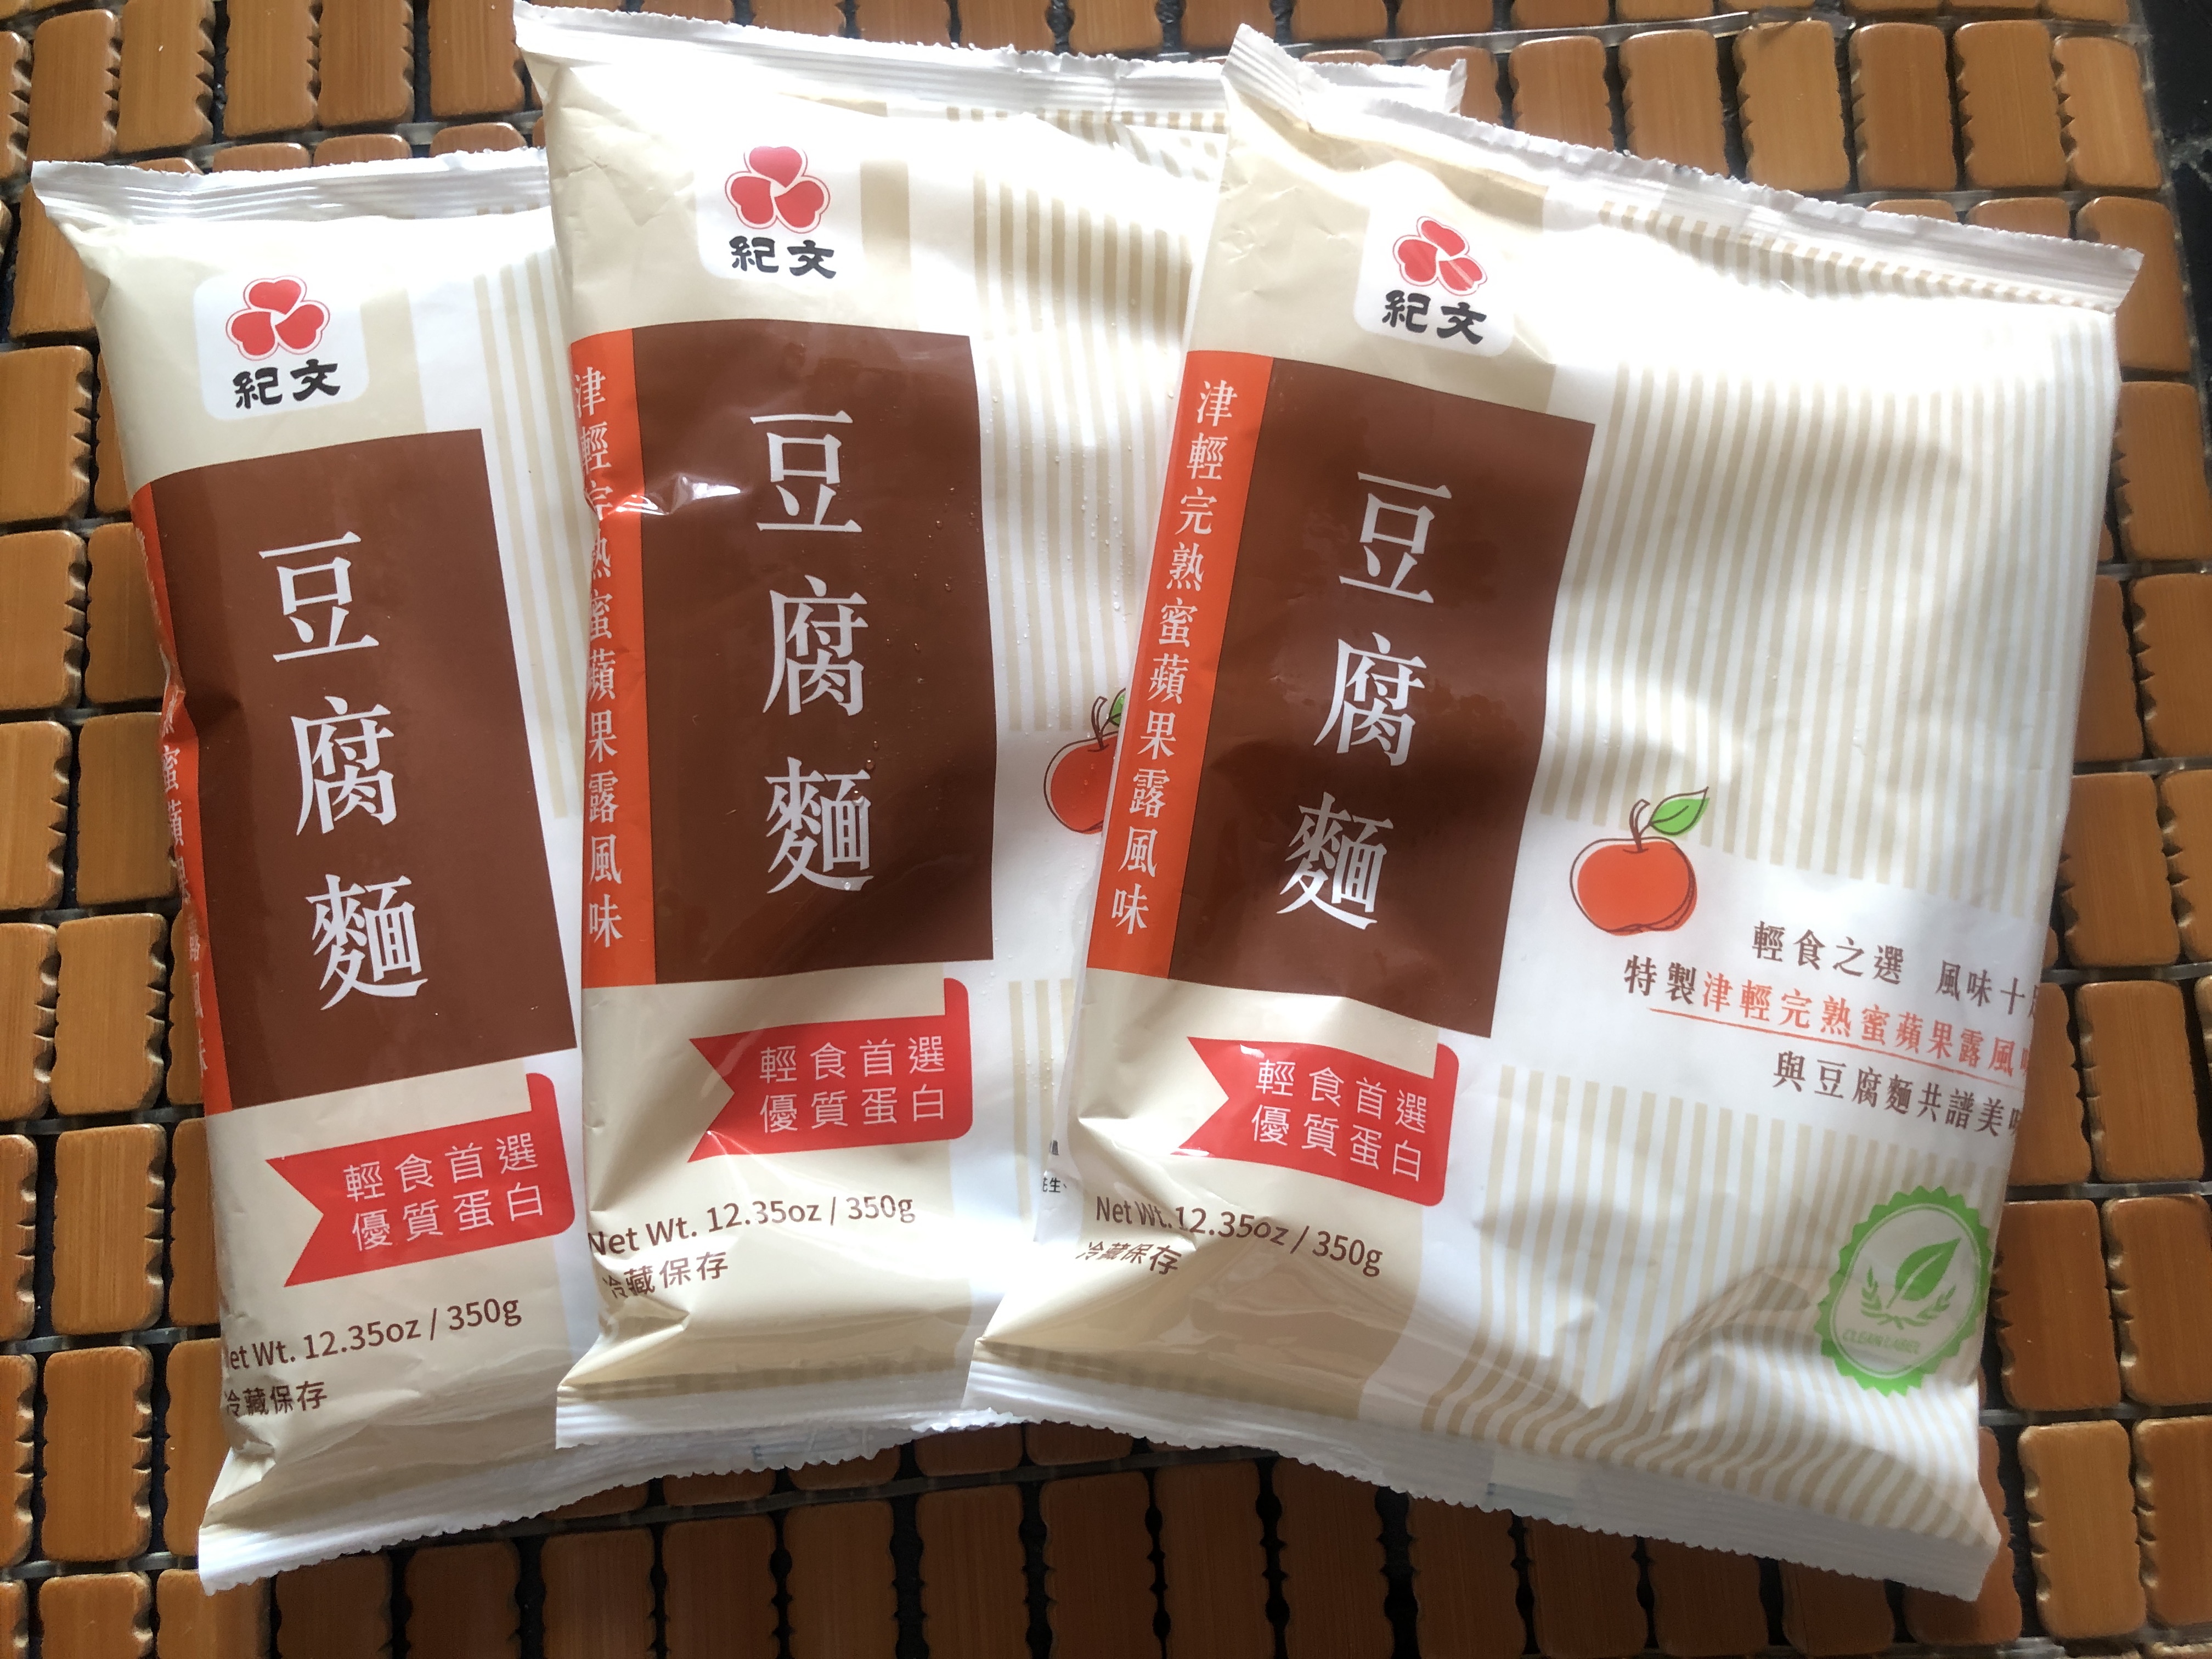 紀文
豆腐麵
輕食首選
優質蛋白
Wt. 12.35oz / 350g
冷藏保存
紀文
津輕完熟蜜蘋果露風味
豆腐麵
輕食首選
優質蛋白
Net Wt. 12.35oz / 350g
冷藏保存
紀文
津輕完熟蜜蘋果露風味
豆腐麵
輕食之選 風味十
特製津輕完熟蜜蘋果露風
與豆腐麵共譜美
輕食首選
優質蛋白
Net Wt. 12.35oz / 350g
冷藏保存
CLEAN LABEL